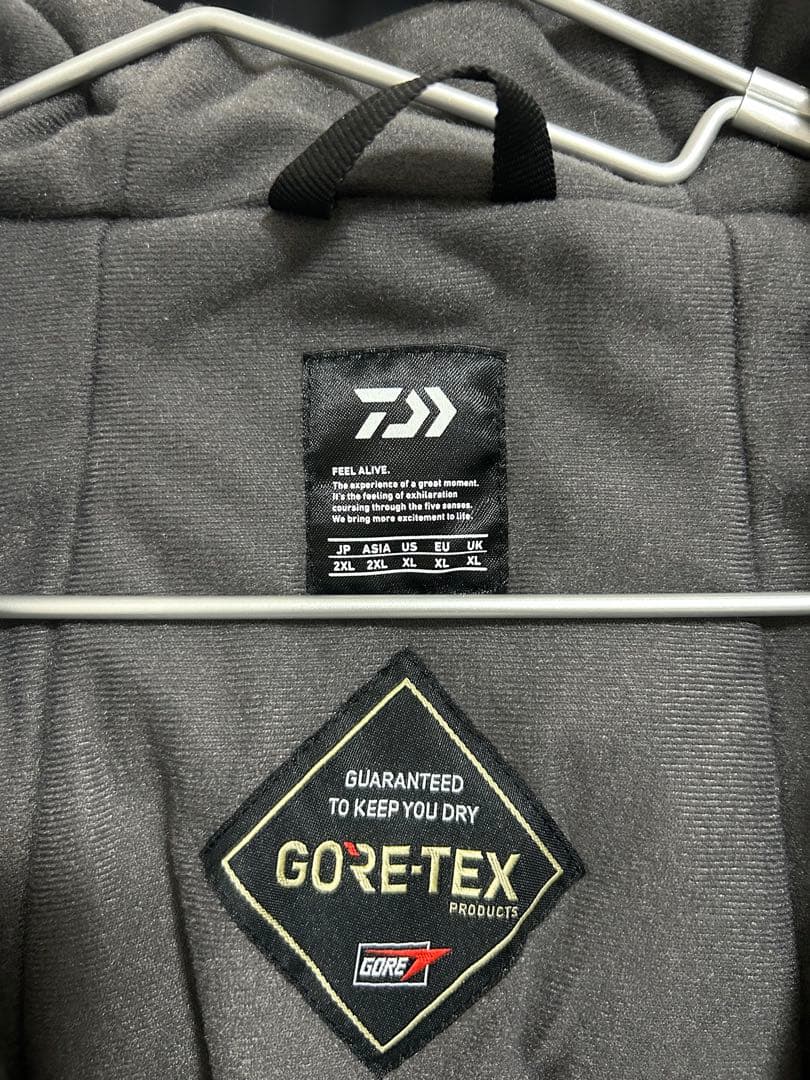 FEEL ALIVE.
The experience of a great moment.
It's the feeling of exhilaration
coursing through the five senses.
We bring more excitement to life.
JP ASIA US EU UK
2XL 2XL XL XL XL
GUARANTEED
TO KEEP YOU DRY
GORE-TEX
PRODUCTS
GORE